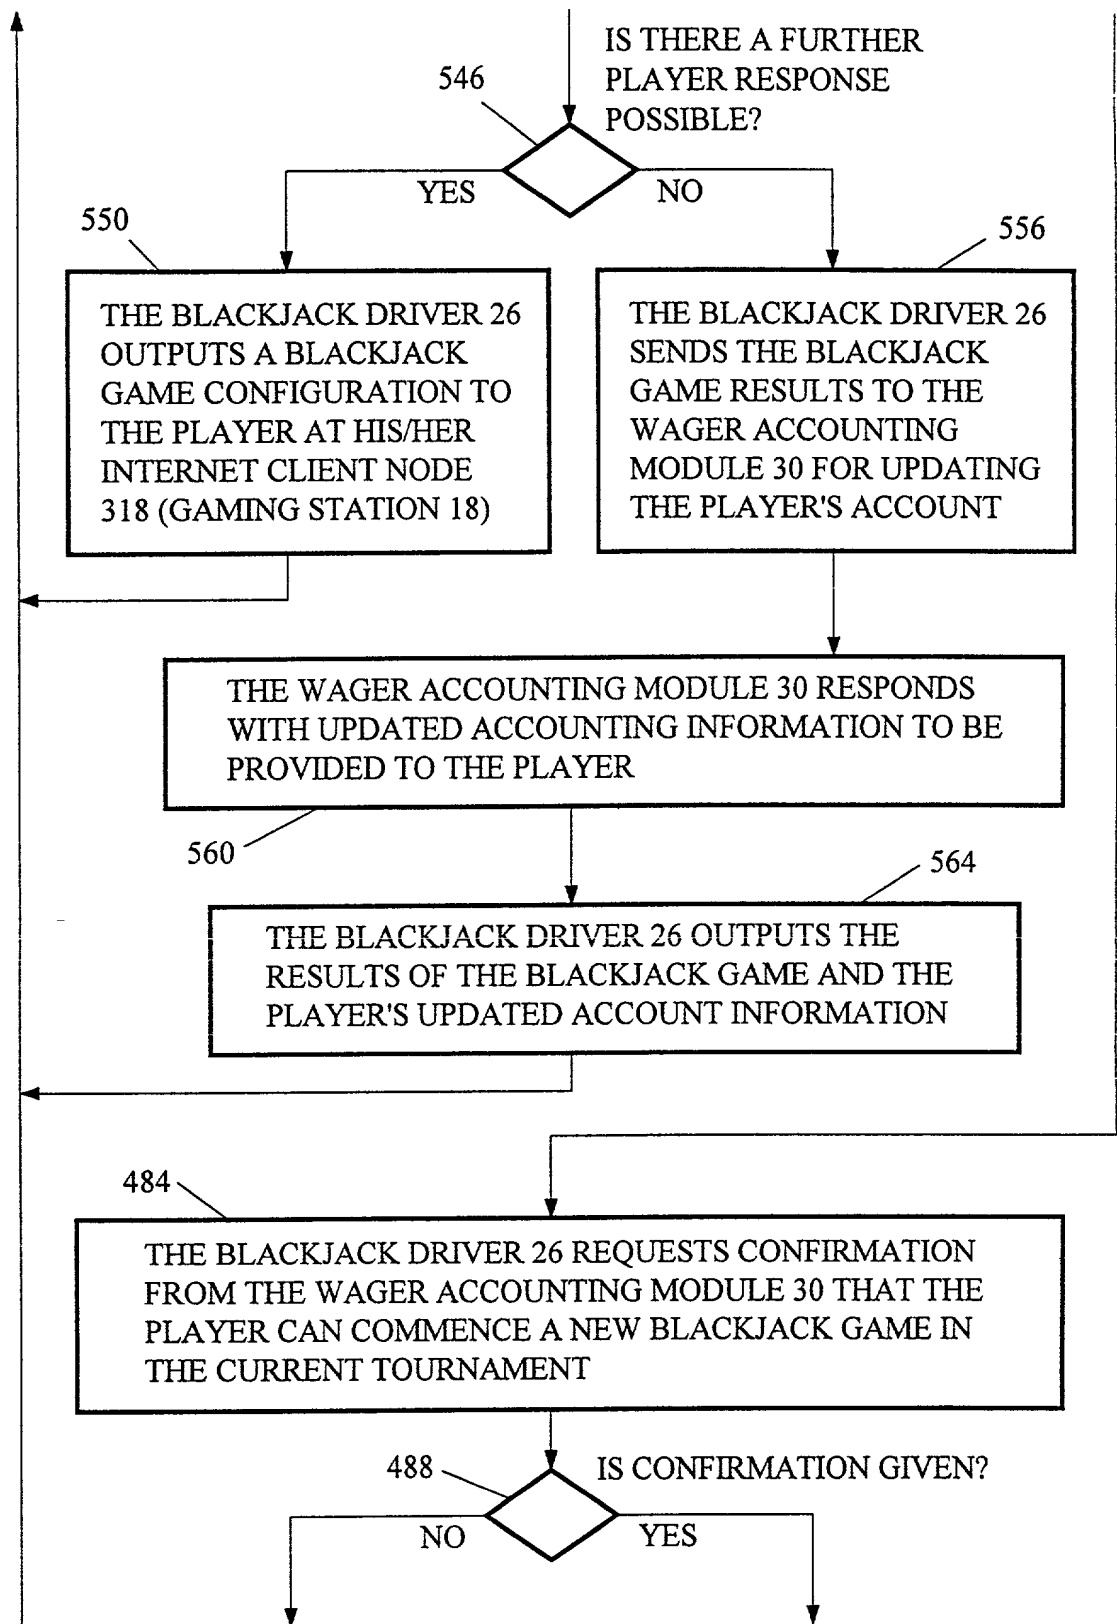 IS THERE A FURTHER
PLAYER RESPONSE
POSSIBLE?
546
YES
NO
550
556
THE BLACKJACK DRIVER 26
OUTPUTS A BLACKJACK
GAME CONFIGURATION TO
THE PLAYER AT HIS/HER
INTERNET CLIENT NODE
318 (GAMING STATION 18)
THE BLACKJACK DRIVER 26
SENDS THE BLACKJACK
GAME RESULTS TO THE
WAGER ACCOUNTING
MODULE 30 FOR UPDATING
THE PLAYER'S ACCOUNT
THE WAGER ACCOUNTING MODULE 30 RESPONDS
WITH UPDATED ACCOUNTING INFORMATION TO BE
PROVIDED TO THE PLAYER
560
564
THE BLACKJACK DRIVER 26 OUTPUTS THE
RESULTS OF THE BLACKJACK GAME AND THE
PLAYER'S UPDATED ACCOUNT INFORMATION
484
THE BLACKJACK DRIVER 26 REQUESTS CONFIRMATION
FROM THE WAGER ACCOUNTING MODULE 30 THAT THE
PLAYER CAN COMMENCE A NEW BLACKJACK GAME IN
THE CURRENT TOURNAMENT
488
IS CONFIRMATION GIVEN?
NO
YES